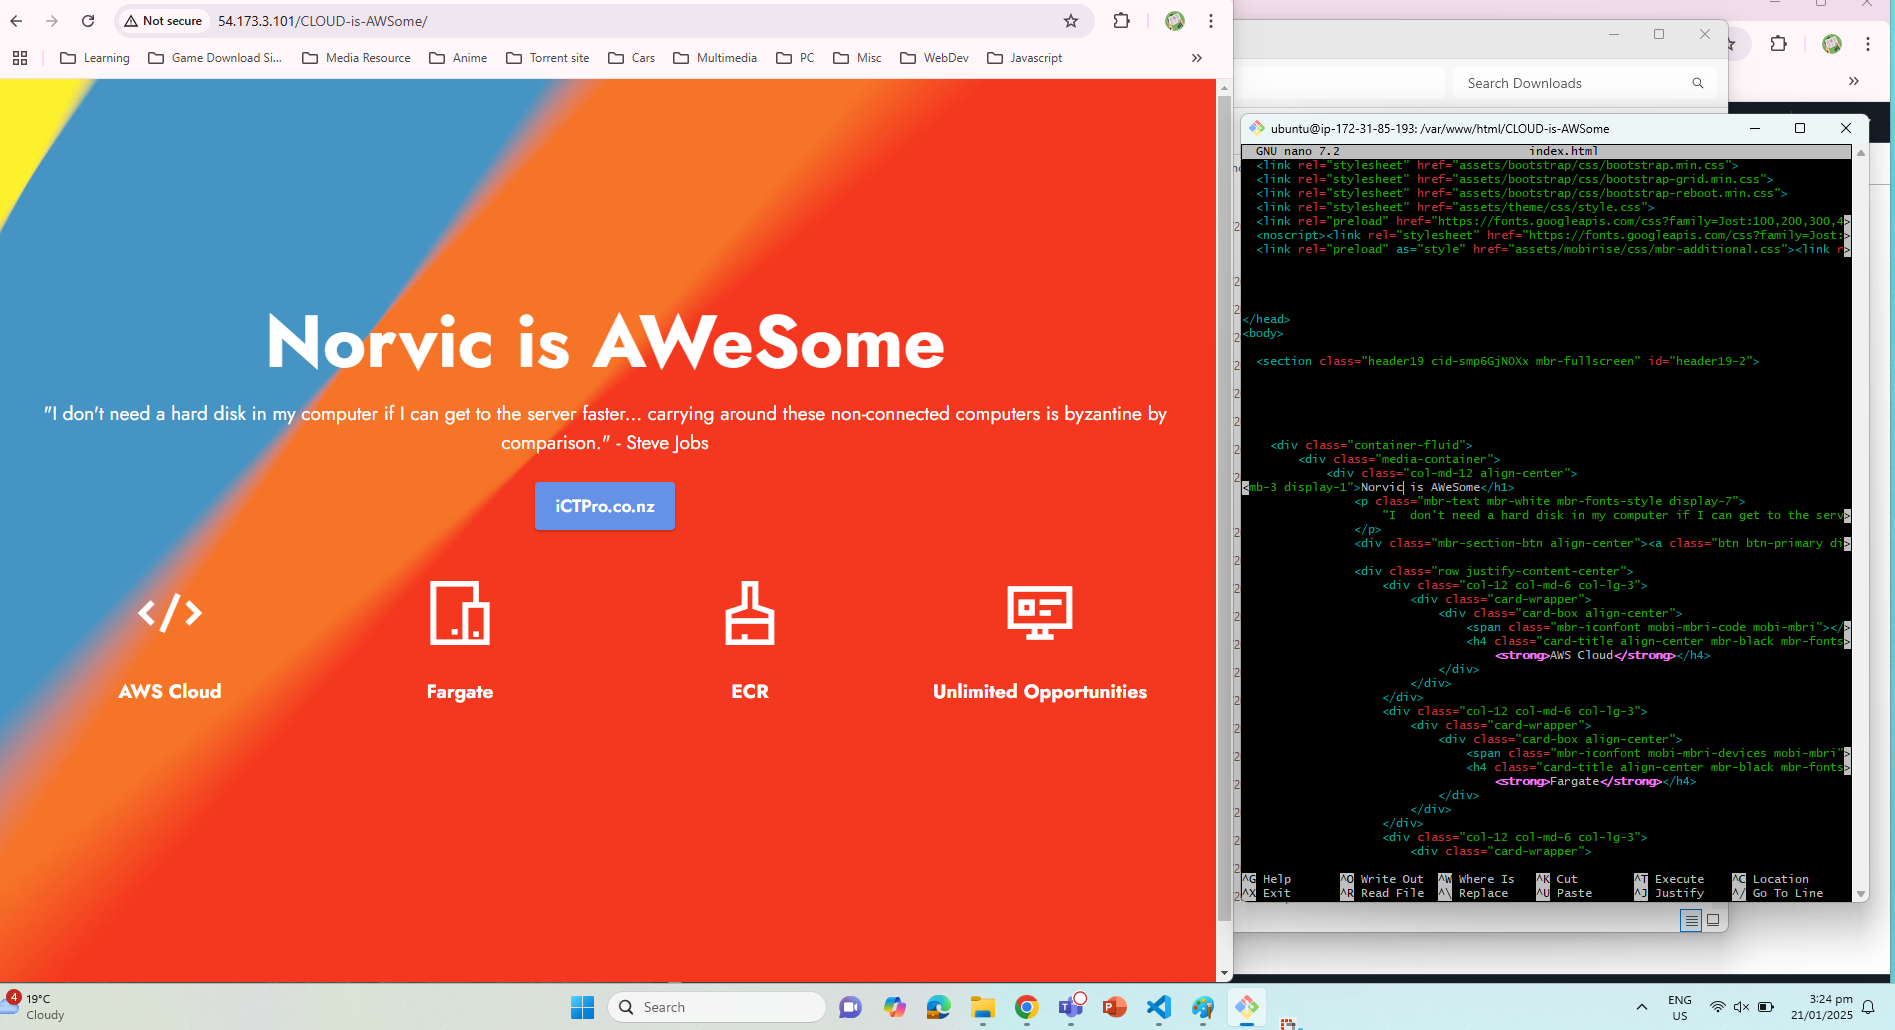 Not secure
54.173.3.101/CLOUD-is-AWSome/
Learning
Game Download Si...
Media Resource
Anime
Torrent site
Cars
Multimedia
PC
Misc
WebDev
Javascript
»
Norvic is AWeSome
"I don't need a hard disk in my computer if I can get to the server faster... carrying around these non-connected computers is byzantine by
comparison." - Steve Jobs
iCTPro.co.nz
AWS Cloud
Fargate
ECR
Unlimited Opportunities
Search Downloads
»
ubuntu@ip-172-31-85-193: /var/www/html/CLOUD-is-AWSome
GNU nano 7.2 index.html
<link rel="stylesheet" href="assets/bootstrap/css/bootstrap.min.css">
<link rel="stylesheet" href="assets/bootstrap/css/bootstrap-grid.min.css">
<link rel="stylesheet" href="assets/bootstrap/css/bootstrap-reboot.min.css">
<link rel="stylesheet" href="assets/theme/css/style.css">
<link rel="preload" href="https://fonts.googleapis.com/css?family=Jost:100,200,300,4>
<noscript><link rel="stylesheet" href="https://fonts.googleapis.com/css?family=Jost:>
<link rel="preload" as="style" href="assets/mobirise/css/mbr-additional.css"><link r>
</head>
<body>
<section class="header19 cid-smp6GjNOXx mbr-fullscreen" id="header19-2">
<div class="container-fluid">
<div class="media-container">
<div class="col-md-12 align-center">
<mb-3 display-1">Norvic is AWeSome</h1>
<p class="mbr-text mbr-white mbr-fonts-style display-7">
"I  don't need a hard disk in my computer if I can get to the serv>
</p>
<div class="mbr-section-btn align-center"><a class="btn btn-primary di>
<div class="row justify-content-center">
<div class="col-12 col-md-6 col-lg-3">
<div class="card-wrapper">
<div class="card-box align-center">
<span class="mbr-iconfont mobi-mbri-code mobi-mbri"></>
<h4 class="card-title align-center mbr-black mbr-fonts>
<strong>AWS Cloud</strong></h4>
</div>
</div>
</div>
<div class="col-12 col-md-6 col-lg-3">
<div class="card-wrapper">
<div class="card-box align-center">
<span class="mbr-iconfont mobi-mbri-devices mobi-mbri">
<h4 class="card-title align-center mbr-black mbr-fonts>
<strong>Fargate</strong></h4>
</div>
</div>
</div>
<div class="col-12 col-md-6 col-lg-3">
<div class="card-wrapper">
^G Help ^O Write Out ^W Where Is ^K Cut ^T Execute ^C Location
^X Exit ^R Read File ^\ Replace ^U Paste ^J Justify ^/ Go To Line
4
19°C
Cloudy
Search
ENG
US
3:24 pm
21/01/2025